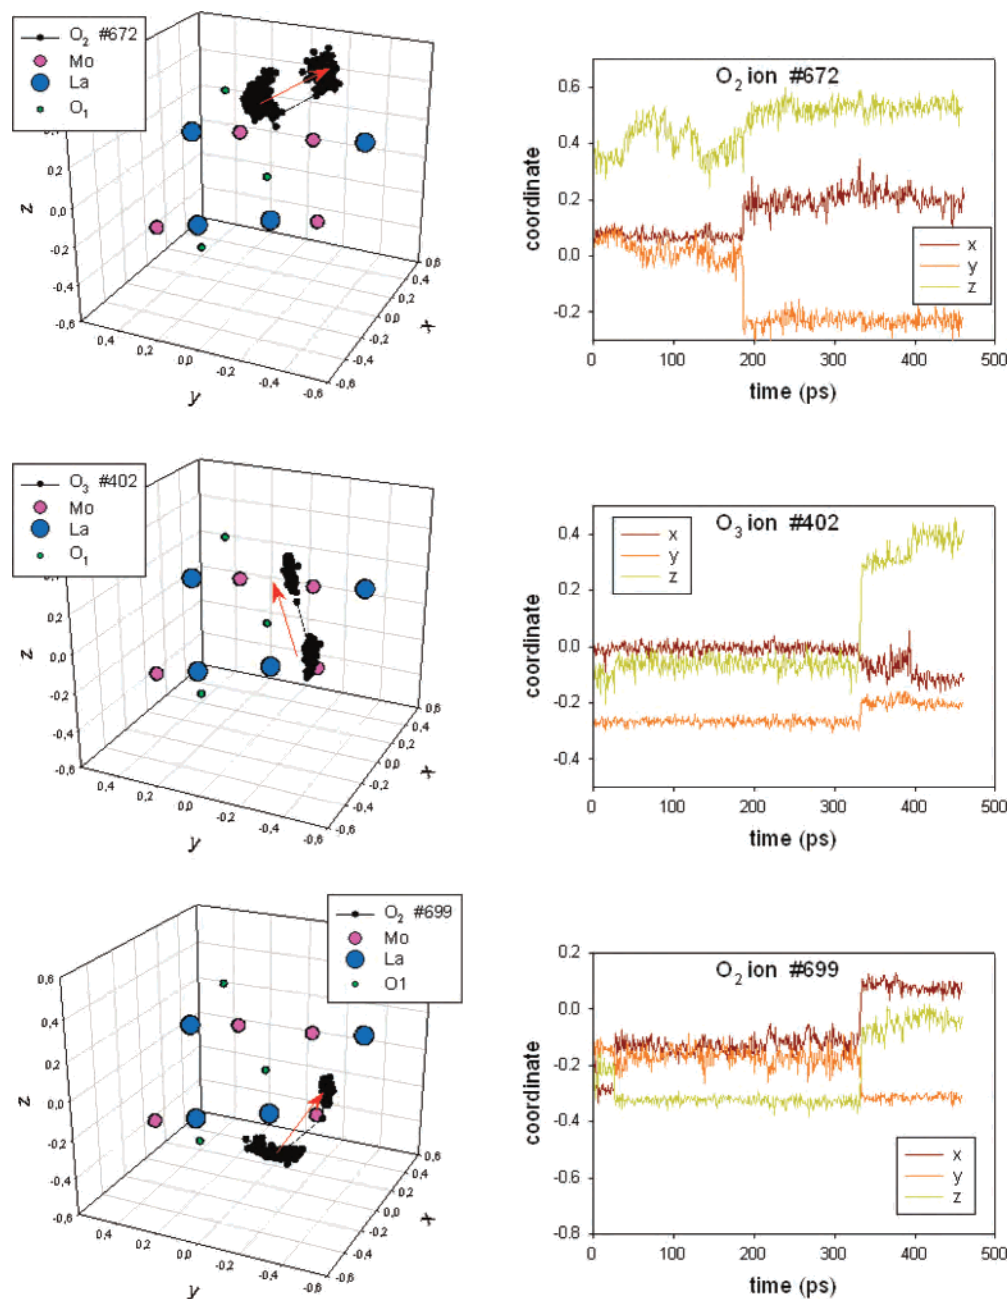 O2 #672
Mo
La
O1
0,2
0,0
-0,2
-0,4
-0,6
z
0,4
0,2
0,0
-0,2
-0,4
-0,6
y
0,6
0,4
0,2
0,0
-0,2
-0,4
-0,6
x
O2 ion #672
0.6
0.4
0.2
0.0
-0.2
coordinate
x
y
z
0 100 200 300 400 500
time (ps)
O3 #402
Mo
La
O1
0,2
0,0
-0,2
-0,4
-0,6
z
0,4
0,2
0,0
-0,2
-0,4
-0,6
y
0,6
0,4
0,2
0,0
-0,2
-0,4
-0,6
x
O3 ion #402
0.4
0.2
0.0
-0.2
-0.4
coordinate
x
y
z
0 100 200 300 400 500
time (ps)
O2 #699
Mo
La
O1
0,6
0,4
0,2
0,0
-0,2
-0,4
-0,6
z
0,4
0,2
0,0
-0,2
-0,4
-0,6
y
0,6
0,4
0,2
0,0
-0,2
-0,4
-0,6
x
O2 ion #699
0.2
0.0
-0.2
-0.4
-0.6
-0.8
coordinate
x
y
z
0 100 200 300 400 500
time (ps)